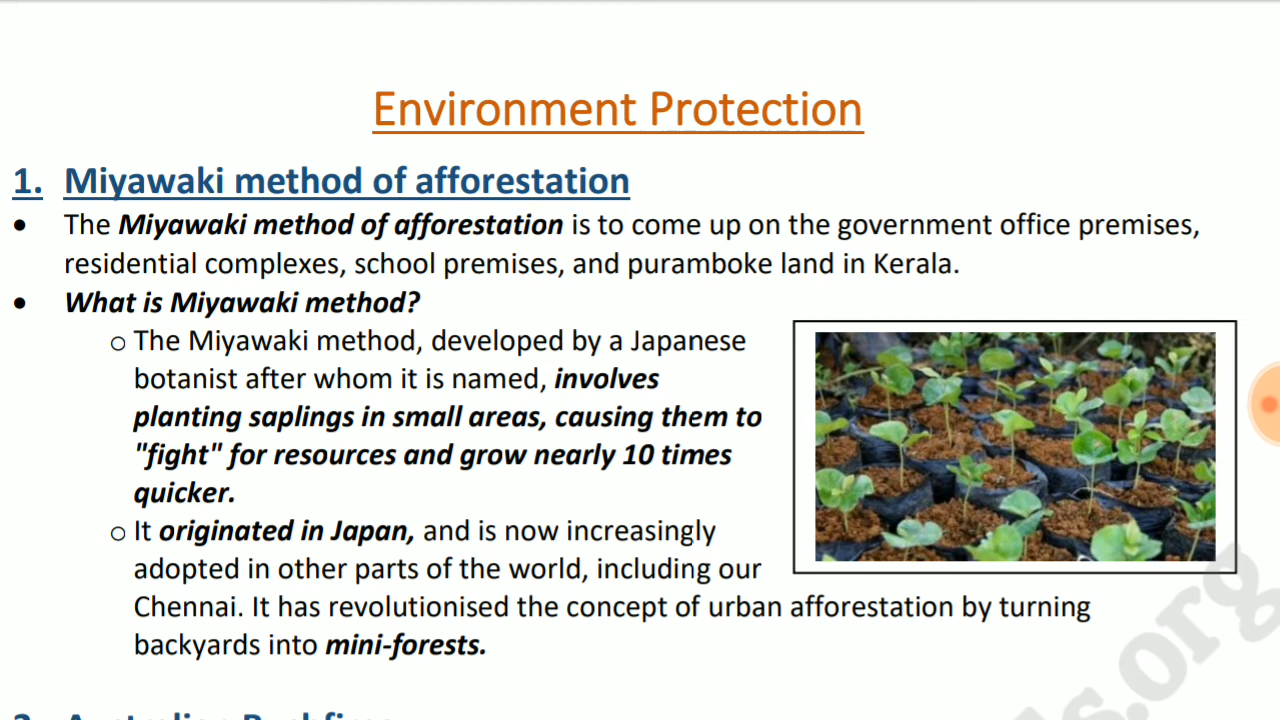 Environment Protection
1. Miyawaki method of afforestation
• The Miyawaki method of afforestation is to come up on the government office premises,
residential complexes, school premises, and puramboke land in Kerala.
• What is Miyawaki method?
o The Miyawaki method, developed by a Japanese
botanist after whom it is named, involves
planting saplings in small areas, causing them to
"fight" for resources and grow nearly 10 times
quicker.
o It originated in Japan, and is now increasingly
adopted in other parts of the world, including our
Chennai. It has revolutionised the concept of urban afforestation by turning
backyards into mini-forests.
s.org